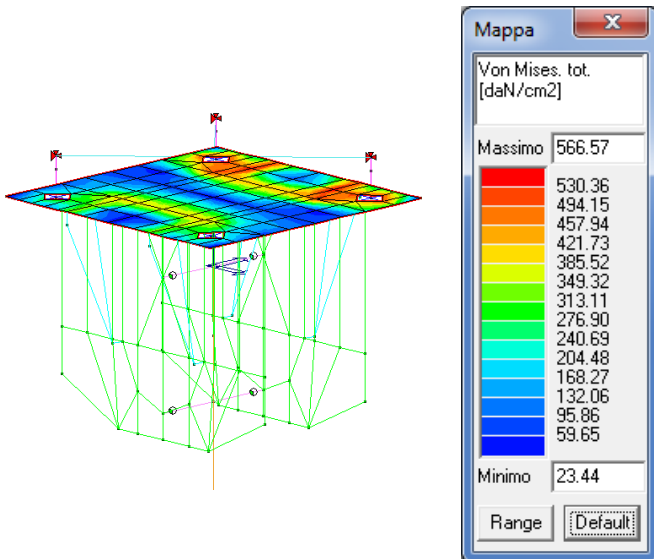 Mappa
Von Mises. tot.
[daN/cm2]
Massimo 566.57
530.36
494.15
457.94
421.73
385.52
349.32
313.11
276.90
240.69
204.48
168.27
132.06
95.86
59.65
Minimo 23.44
Range Default